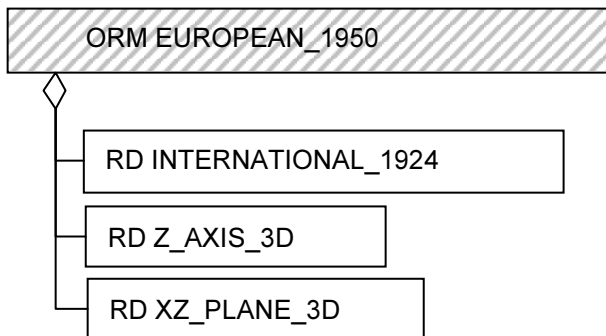 ORM EUROPEAN_1950
RD INTERNATIONAL_1924
RD Z_AXIS_3D
RD XZ_PLANE_3D